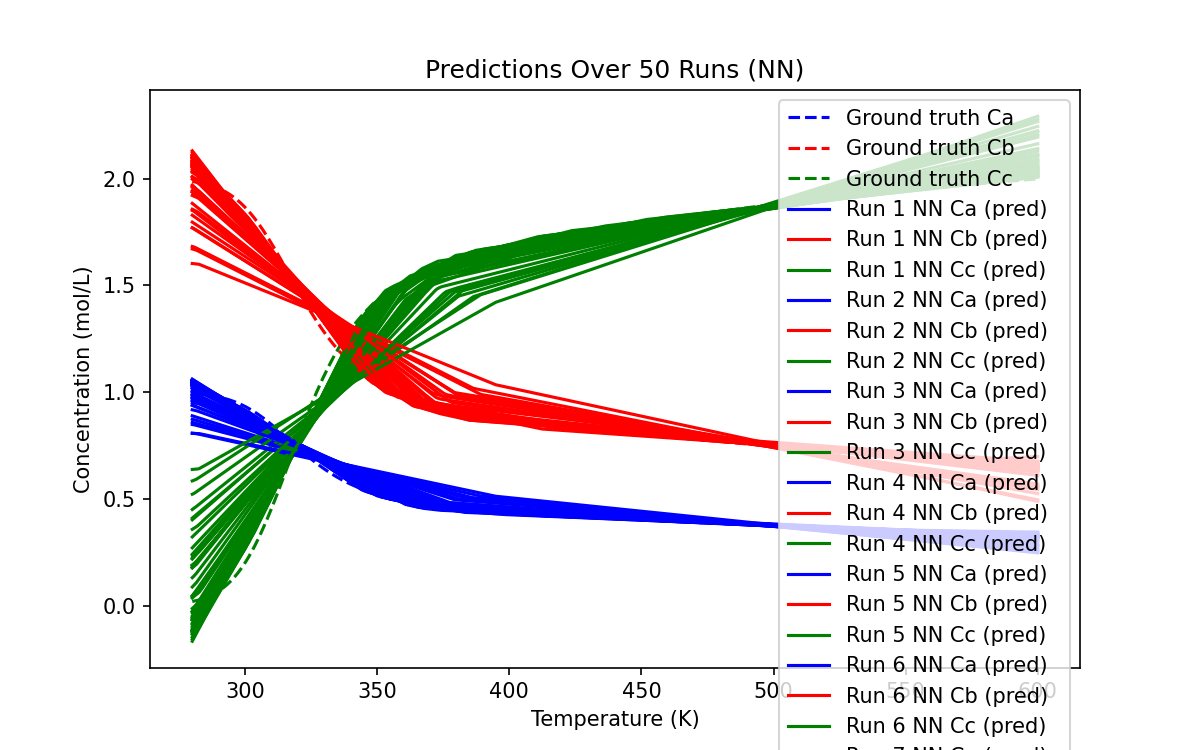 Predictions Over 50 Runs (NN)
Concentration (mol/L)
2.0
1.5
1.0
0.5
0.0
300
350
400
450
500
550
600
Temperature (K)
Ground truth Ca
Ground truth Cb
Ground truth Cc
Run 1 NN Ca (pred)
Run 1 NN Cb (pred)
Run 1 NN Cc (pred)
Run 2 NN Ca (pred)
Run 2 NN Cb (pred)
Run 2 NN Cc (pred)
Run 3 NN Ca (pred)
Run 3 NN Cb (pred)
Run 3 NN Cc (pred)
Run 4 NN Ca (pred)
Run 4 NN Cb (pred)
Run 4 NN Cc (pred)
Run 5 NN Ca (pred)
Run 5 NN Cb (pred)
Run 5 NN Cc (pred)
Run 6 NN Ca (pred)
Run 6 NN Cb (pred)
Run 6 NN Cc (pred)